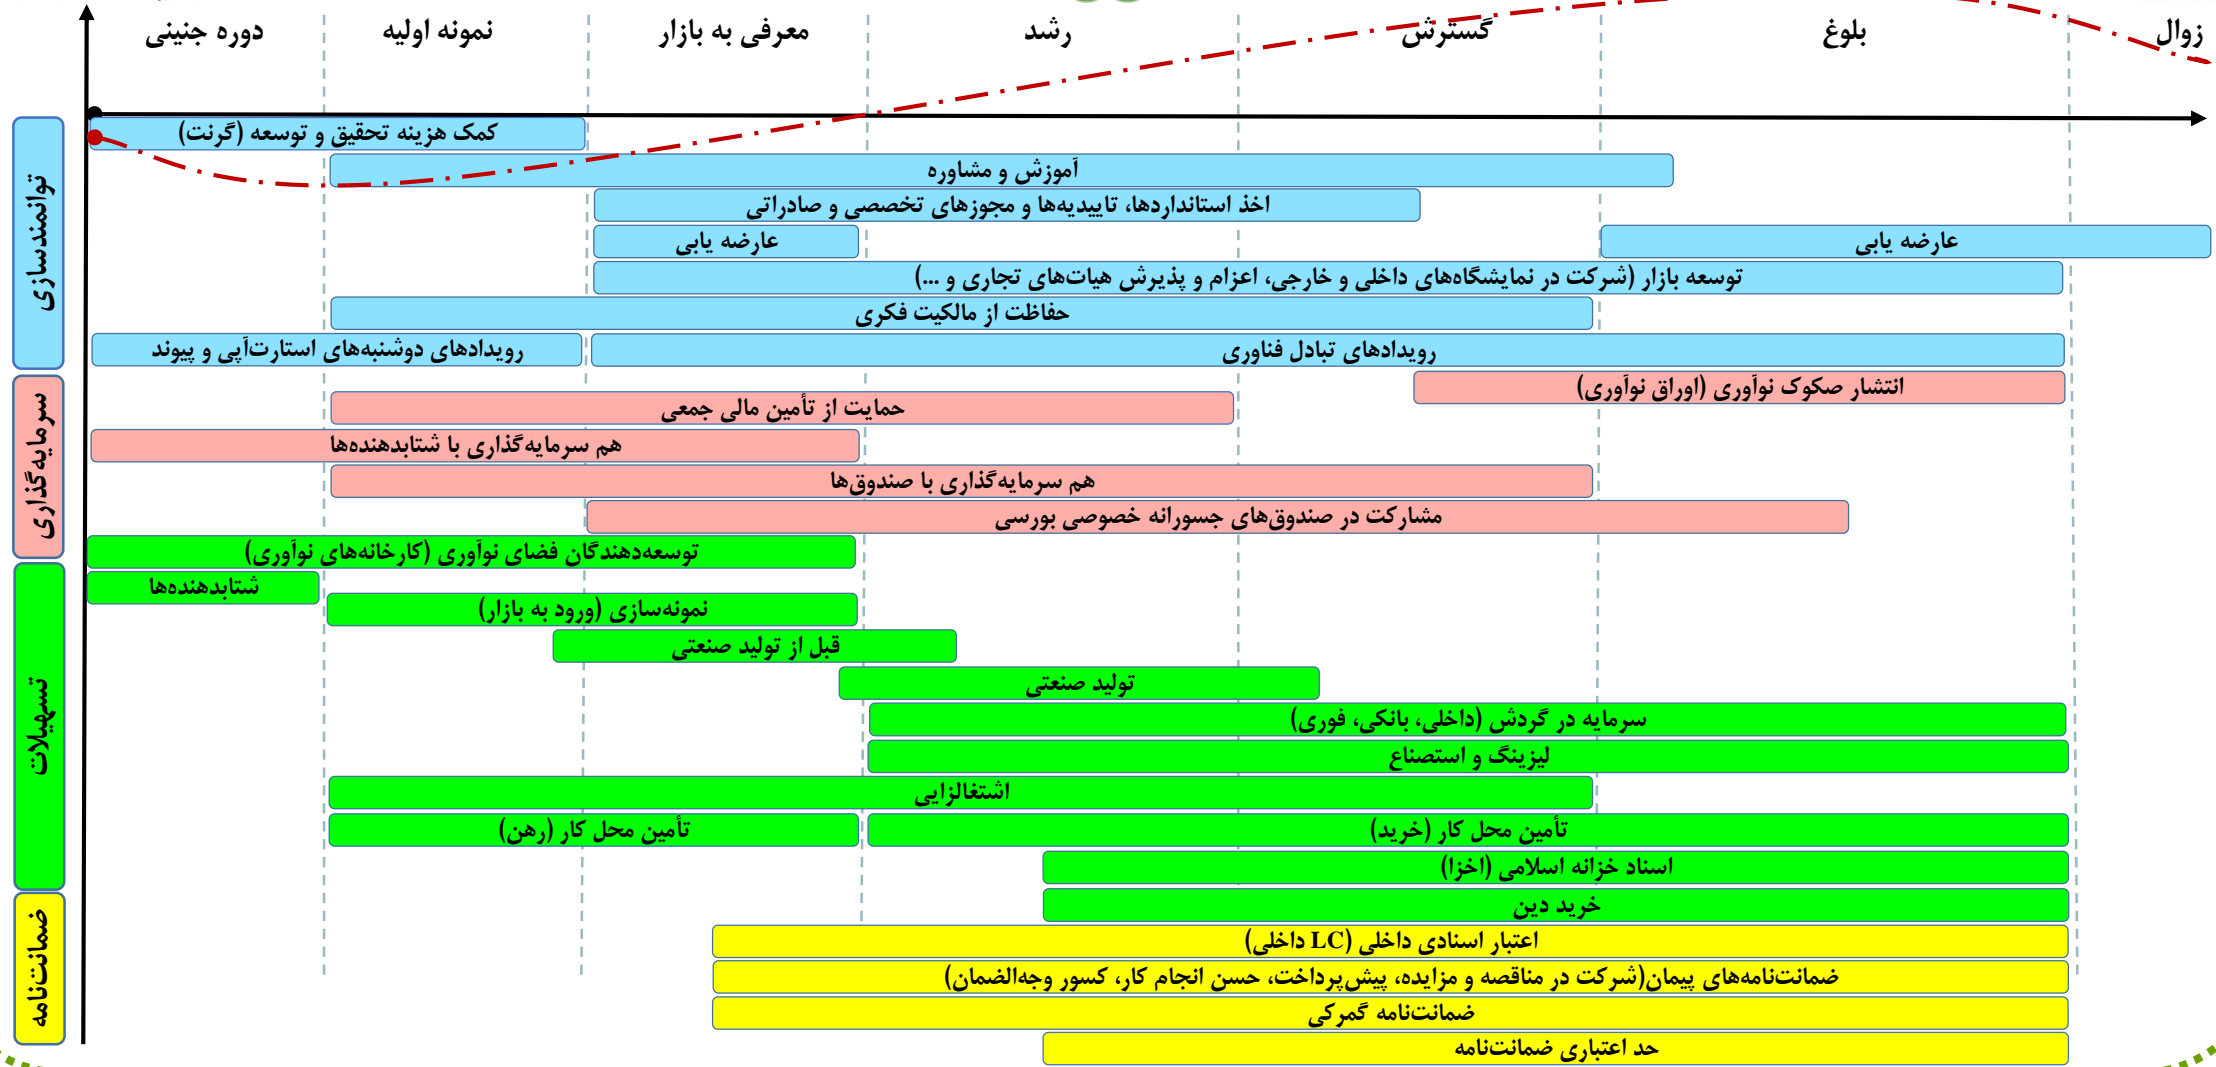 دوره جنینی
نمونه اولیه
معرفی به بازار
رشد
گسترش
بلوغ
زوال
توانمندسازی
کمک هزینه تحقیق و توسعه (گرنت)
آموزش و مشاوره
اخذ استانداردها، تاییدیه‌ها و مجوزهای تخصصی و صادراتی
عارضه یابی
عارضه یابی
توسعه بازار (شرکت در نمایشگاه‌های داخلی و خارجی، اعزام و پذیرش هیات‌های تجاری و ...)
حفاظت از مالکیت فکری
رویدادهای دوشنبه‌های استارت‌آپی و پیوند
رویدادهای تبادل فناوری
سرمایه‌گذاری
انتشار صکوک نوآوری (اوراق نوآوری)
حمایت از تأمین مالی جمعی
هم سرمایه‌گذاری با شتابدهنده‌ها
هم سرمایه‌گذاری با صندوق‌ها
مشارکت در صندوق‌های جسورانه خصوصی بورسی
تسهیلات
توسعه‌دهندگان فضای نوآوری (کارخانه‌های نوآوری)
شتابدهنده‌ها
نمونه‌سازی (ورود به بازار)
قبل از تولید صنعتی
تولید صنعتی
سرمایه در گردش (داخلی، بانکی، فوری)
لیزینگ و استصناع
اشتغالزایی
تأمین محل کار (رهن)
تأمین محل کار (خرید)
اسناد خزانه اسلامی (اخزا)
خرید دین
ضمانت‌نامه
اعتبار اسنادی داخلی (LC داخلی)
ضمانت‌نامه‌های پیمان(شرکت در مناقصه و مزایده، پیش‌پرداخت، حسن انجام کار، کسور وجه‌الضمان)
ضمانت‌نامه گمرکی
حد اعتباری ضمانت‌نامه